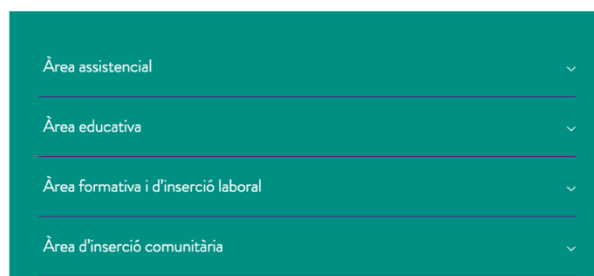 Àrea assistencial
Àrea educativa
Àrea formativa i d'inserció laboral
Àrea d'inserció comunitària